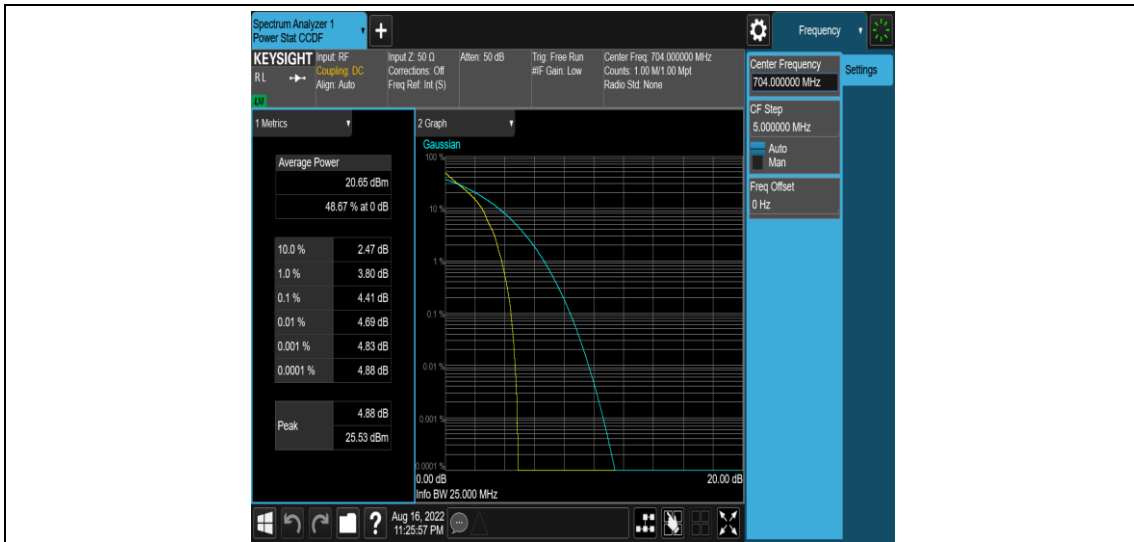 Spectrum Analyzer 1
Power Stat CCDF
Frequency
KEYSIGHT
RL
Input: RF
Coupling: DC
Align: Auto
Input Z: 50 Ω
Corrections: Off
Freq Ref: Int (S)
Atten: 50 dB
Trig: Free Run
#IF Gain: Low
Center Freq: 704.000000 MHz
Counts: 1.00 M/1.00 Mpt
Radio Std: None
Center Frequency
704.000000 MHz
Settings
CF Step
5.000000 MHz
Auto
Man
Freq Offset
0 Hz
1 Metrics
Average Power
20.65 dBm
48.67 % at 0 dB
10.0 % 2.47 dB
1.0 % 3.80 dB
0.1 % 4.41 dB
0.01 % 4.69 dB
0.001 % 4.83 dB
0.0001 % 4.88 dB
Peak
4.88 dB
25.53 dBm
2 Graph
Gaussian
100 %
10 %
1 %
0.1 %
0.01 %
0.001 %
0.0001 %
0.00 dB 20.00 dB
Info BW 25.000 MHz
Aug 16, 2022
11:25:57 PM